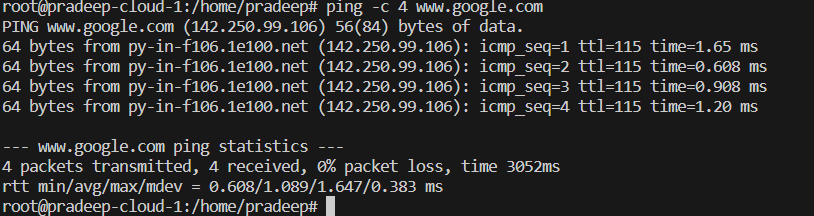 root@pradeep-cloud-1:/home/pradeep# ping -c 4 www.google.com
PING www.google.com (142.250.99.106) 56(84) bytes of data.
64 bytes from py-in-f106.1e100.net (142.250.99.106): icmp_seq=1 ttl=115 time=1.65 ms
64 bytes from py-in-f106.1e100.net (142.250.99.106): icmp_seq=2 ttl=115 time=0.608 ms
64 bytes from py-in-f106.1e100.net (142.250.99.106): icmp_seq=3 ttl=115 time=0.908 ms
64 bytes from py-in-f106.1e100.net (142.250.99.106): icmp_seq=4 ttl=115 time=1.20 ms

--- www.google.com ping statistics ---
4 packets transmitted, 4 received, 0% packet loss, time 3052ms
rtt min/avg/max/mdev = 0.608/1.089/1.647/0.383 ms
root@pradeep-cloud-1:/home/pradeep#